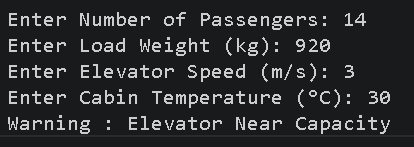 Enter Number of Passengers: 14
Enter Load Weight (kg): 920
Enter Elevator Speed (m/s): 3
Enter Cabin Temperature (°C): 30
Warning : Elevator Near Capacity